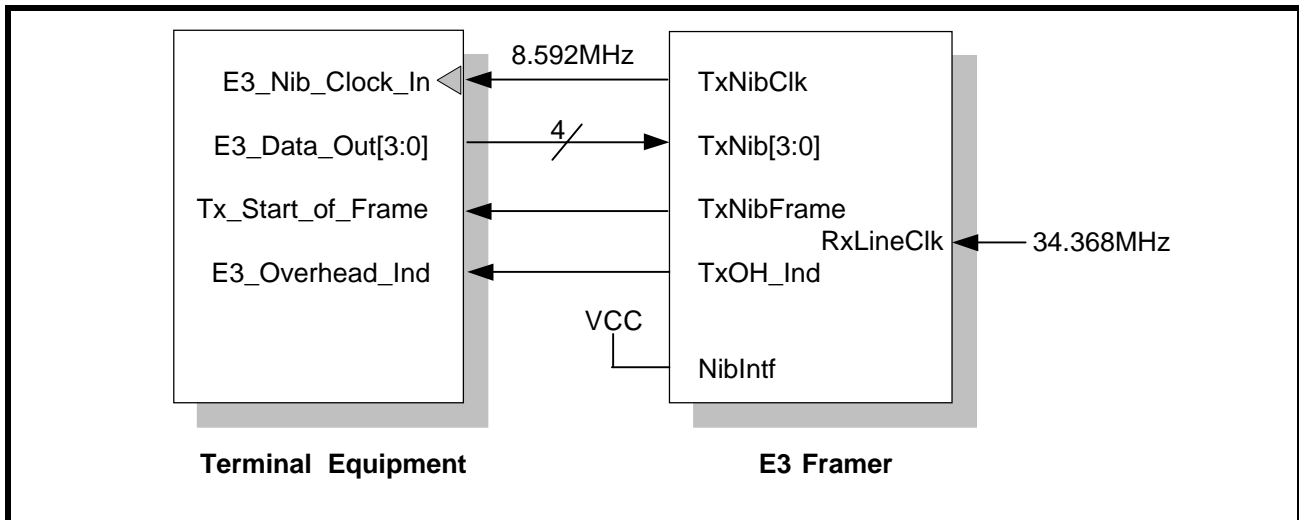 8.592MHz
E3_Nib_Clock_In
TxNibClk
4
E3_Data_Out[3:0]
TxNib[3:0]
Tx_Start_of_Frame
TxNibFrame
RxLineClk
34.368MHz
E3_Overhead_Ind
TxOH_Ind
VCC
NibIntf
Terminal Equipment
E3 Framer